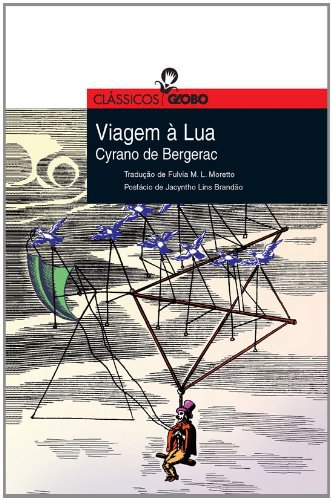 CLÁSSICOS GLOBO
Viagem à Lua
Cyrano de Bergerac
Tradução de Fulvia M. L. Moretto
Posfácio de Jacyntho Lins Brandão